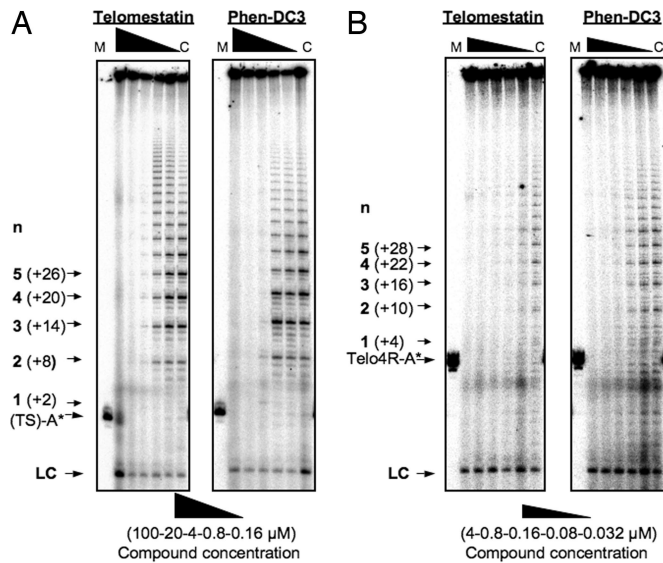 A
Telomestatin
Phen-DC3
M
C
M
C
n
5 (+26)
4 (+20)
3 (+14)
2 (+8)
1 (+2)
(TS)-A*
LC
(100-20-4-0.8-0.16 µM)
Compound concentration
B
Telomestatin
Phen-DC3
M
C
M
C
n
5 (+28)
4 (+22)
3 (+16)
2 (+10)
1 (+4)
Telo4R-A*
LC
(4-0.8-0.16-0.08-0.032 µM)
Compound concentration